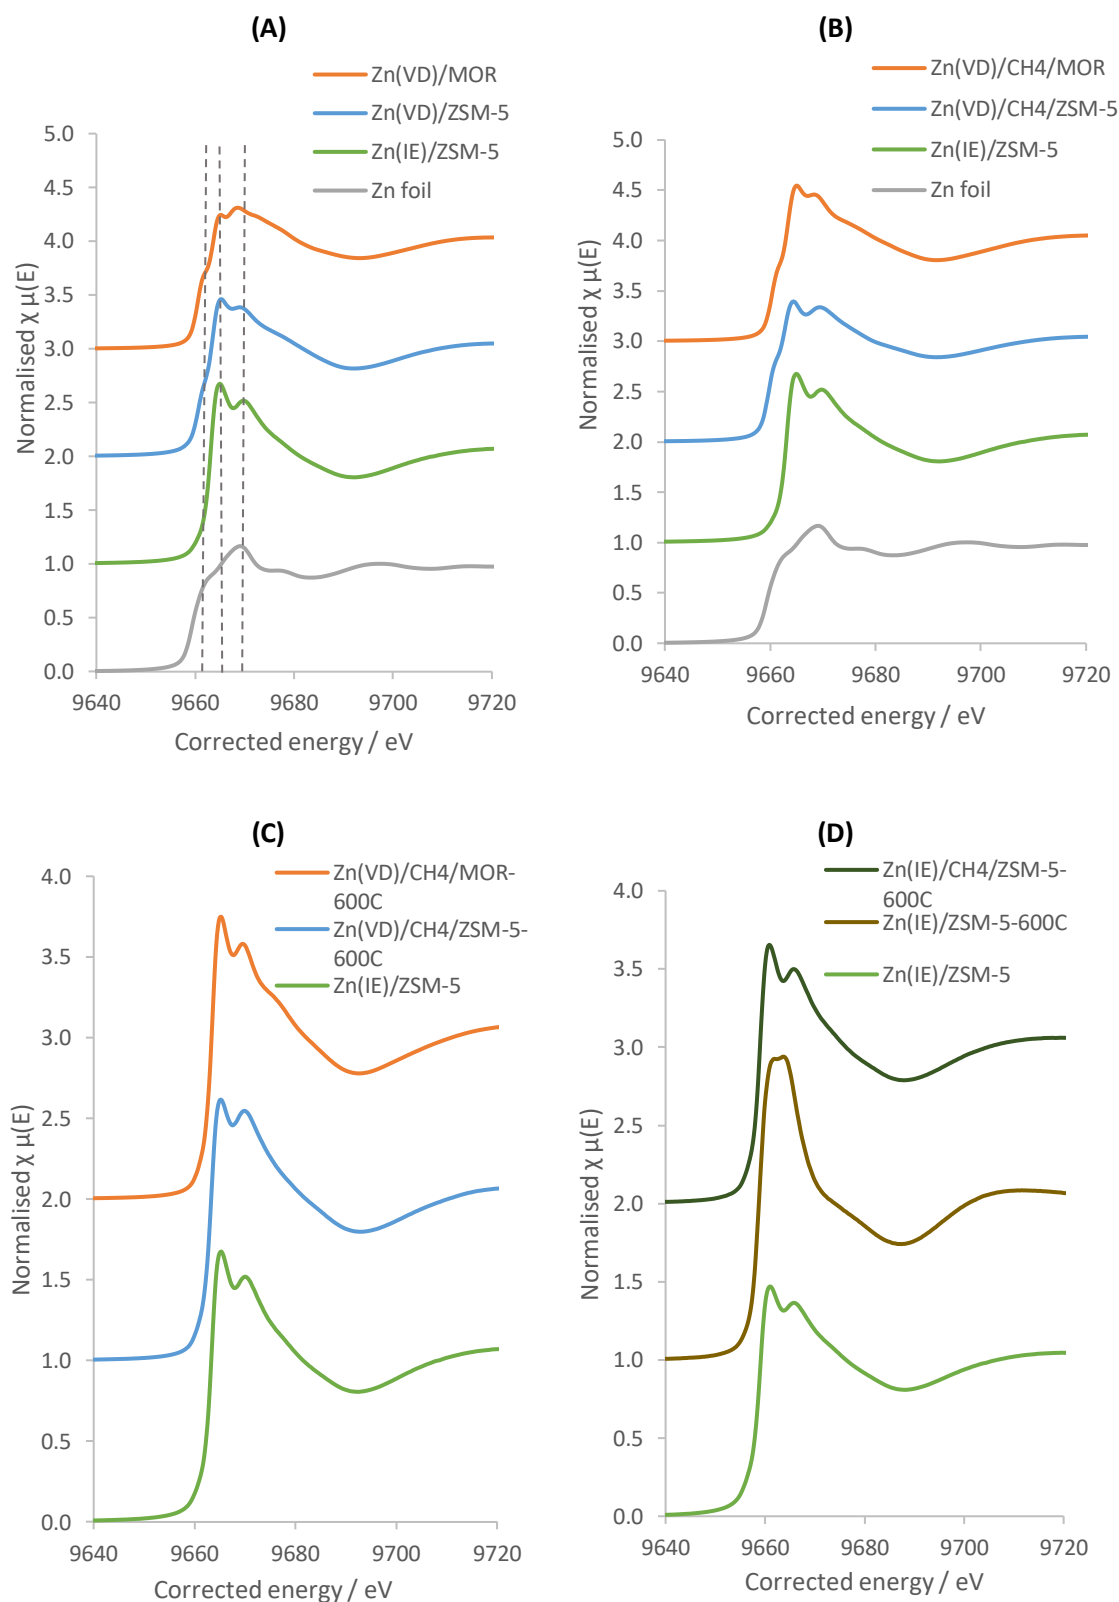 (A)
Zn(VD)/MOR
Zn(VD)/ZSM-5
Zn(IE)/ZSM-5
Zn foil
5.0
4.5
4.0
3.5
3.0
2.5
2.0
1.5
1.0
0.5
0.0
Normalised χ μ(E)
9640
9660
9680
9700
9720
Corrected energy / eV
(B)
Zn(VD)/CH4/MOR
Zn(VD)/CH4/ZSM-5
Zn(IE)/ZSM-5
Zn foil
5.0
4.5
4.0
3.5
3.0
2.5
2.0
1.5
1.0
0.5
0.0
Normalised χ μ(E)
9640
9660
9680
9700
9720
Corrected energy / eV
(C)
Zn(VD)/CH4/MOR-
600C
Zn(VD)/CH4/ZSM-5-
600C
Zn(IE)/ZSM-5
4.0
3.5
3.0
2.5
2.0
1.5
1.0
0.5
0.0
Normalised χ μ(E)
9640
9660
9680
9700
9720
Corrected energy / eV
(D)
Zn(IE)/CH4/ZSM-5-
600C
Zn(IE)/ZSM-5-600C
Zn(IE)/ZSM-5
4.0
3.5
3.0
2.5
2.0
1.5
1.0
0.5
0.0
Normalised χ μ(E)
9640
9660
9680
9700
9720
Corrected energy / eV